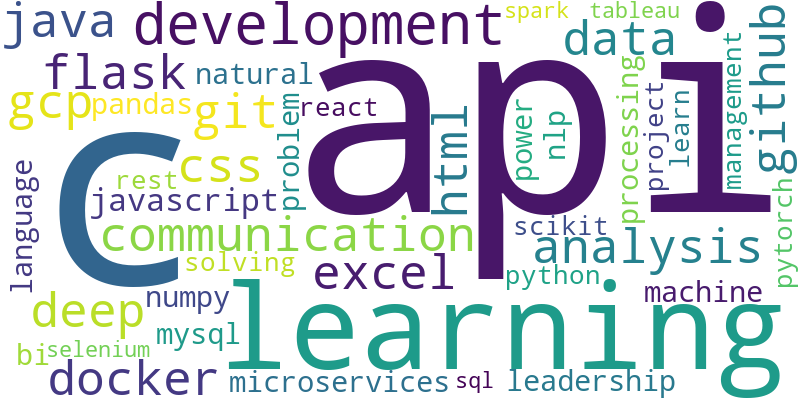 java
development
spark
tableau
data
flask
natural
api
github
gcp
pandas
git
react
problem
html
power
nlp
processing
project
learn
management
c
css
rest
javascript
language
communication
solving
excel
scikit
analysis
python
pytorch
machine
deep
numpy
learning
mysql
bi
selenium
docker
microservices
sql
leadership